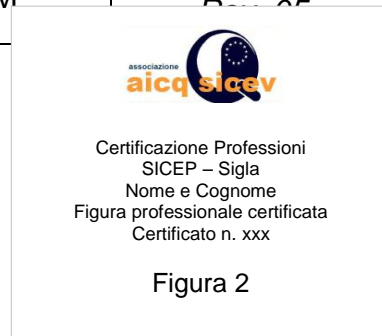 associazione
aicq sicev
Certificazione Professioni
SICEP – Sigla
Nome e Cognome
Figura professionale certificata
Certificato n. xxx
Figura 2